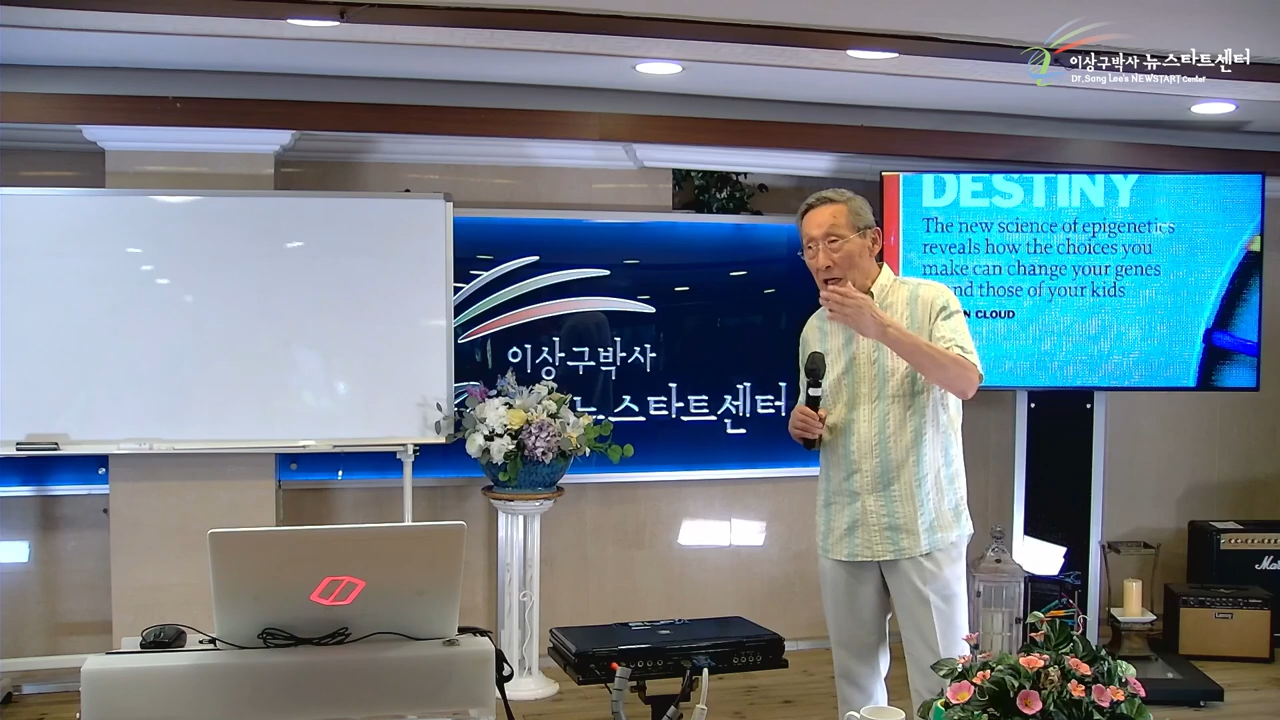 이상구박사 뉴스타트센터
Dr. Sang Lee's NEWSTART Center
DESTINY
The new science of epigenetics
reveals how the choices you
make can change your genes
and those of your kids
N CLOUD
이상구박사
뉴스타트센터
Laney